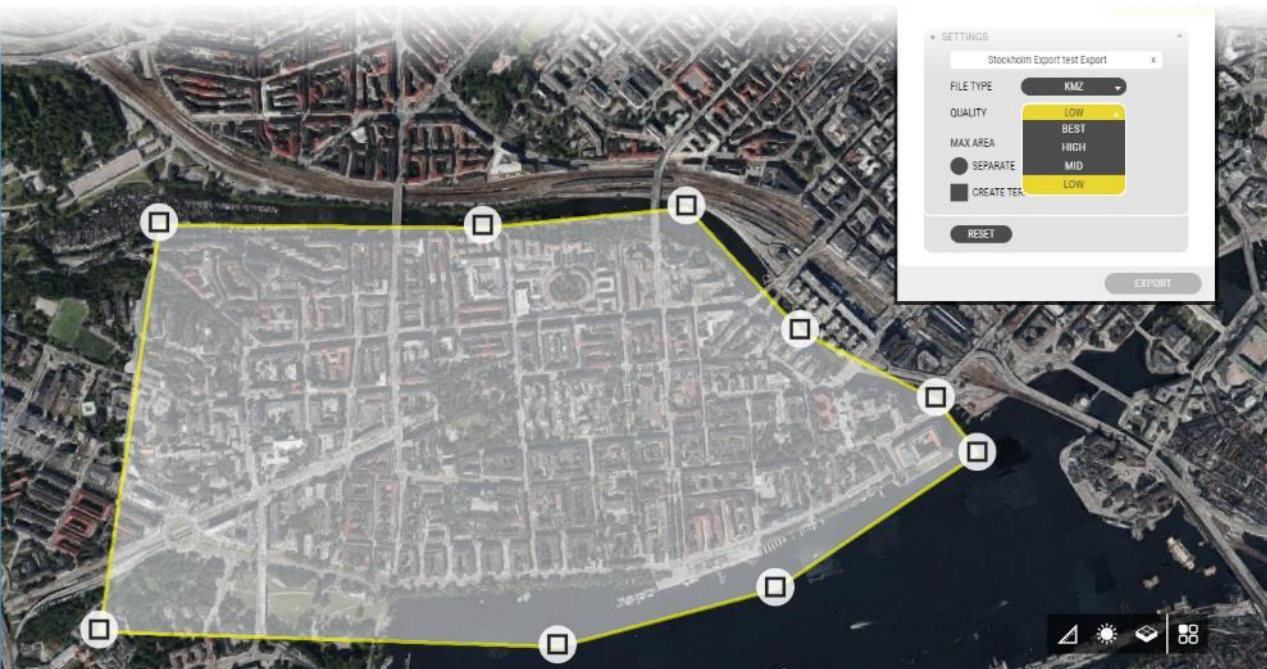 SETTINGS
Stockholm Export test Export x
FILE TYPE KMZ
QUALITY LOW
BEST
MAX AREA HIGH
SEPARATE MID
CREATE TER LOW
RESET
EXPORT